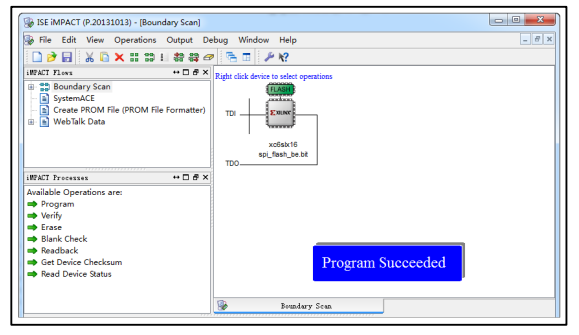 ISE iMPACT (P.20131013) - [Boundary Scan]
File Edit View Operations Output Debug Window Help
iMPACT Flows
Boundary Scan
SystemACE
Create PROM File (PROM File Formatter)
WebTalk Data
iMPACT Processes
Available Operations are:
Program
Verify
Erase
Blank Check
Readback
Get Device Checksum
Read Device Status
Right click device to select operations
FLASH
TDI
XILINX
xc6slx16
spi_flash_be.bit
TDO
Program Succeeded
Boundary Scan